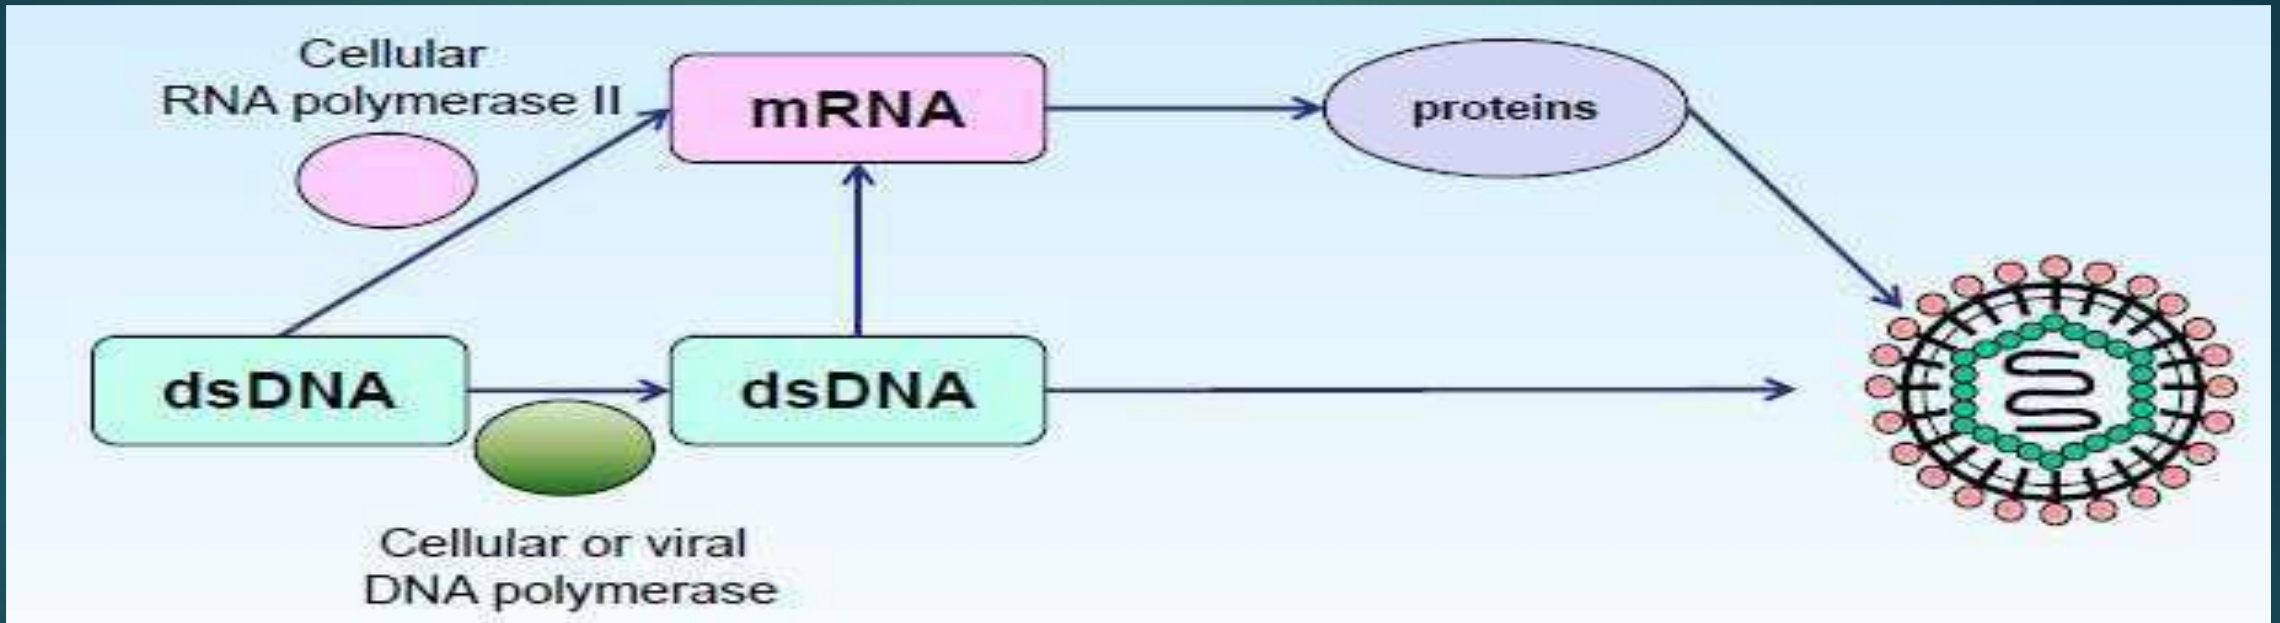 Cellular
RNA polymerase II
mRNA
proteins
dsDNA
dsDNA
Cellular or viral
DNA polymerase